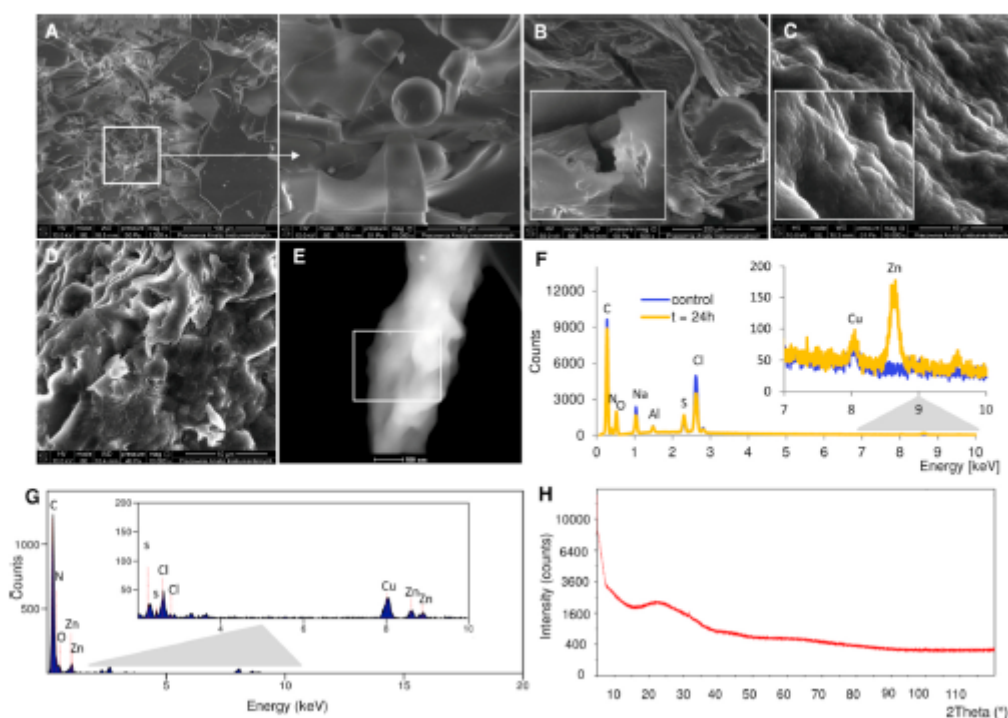 A
B
C
D
E
F
12000
9000
6000
3000
0
Counts
C
N
O
Na
Al
S
Cl
control
t = 24h
0 1 2 3 4 5 6 7 8 9 10
Energy [keV]
200
150
100
50
0
Cu
Zn
7 8 9 10
G
1000
500
Counts
C
N
O
Zn
Zn
5 10 15 20
Energy (keV)
200
150
100
50
s
s
Cl
Cl
Cu
Zn
Zn
4 6 8 10
H
10000
6400
3600
1600
400
0
Intensity (counts)
10 20 30 40 50 60 70 80 90 100 110
2Theta (°)